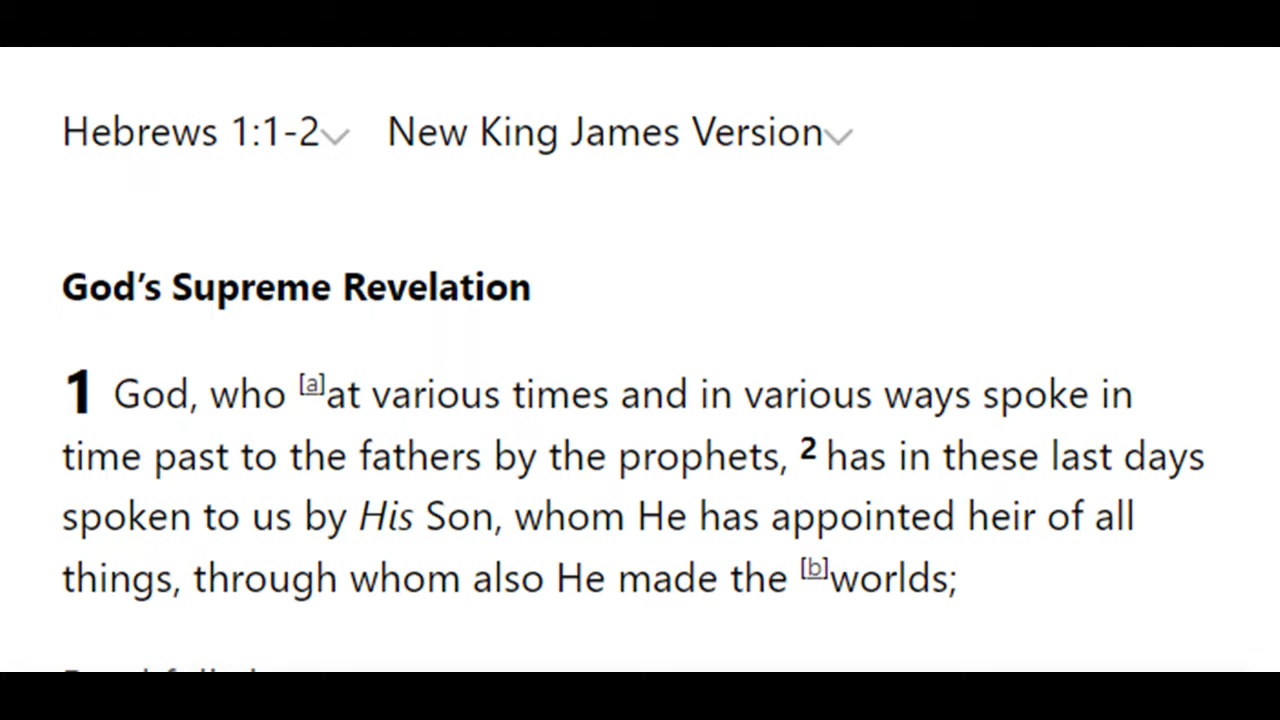 Hebrews 1:1-2 New King James Version
God’s Supreme Revelation
1 God, who [a]at various times and in various ways spoke in
time past to the fathers by the prophets, 2 has in these last days
spoken to us by His Son, whom He has appointed heir of all
things, through whom also He made the [b]worlds;